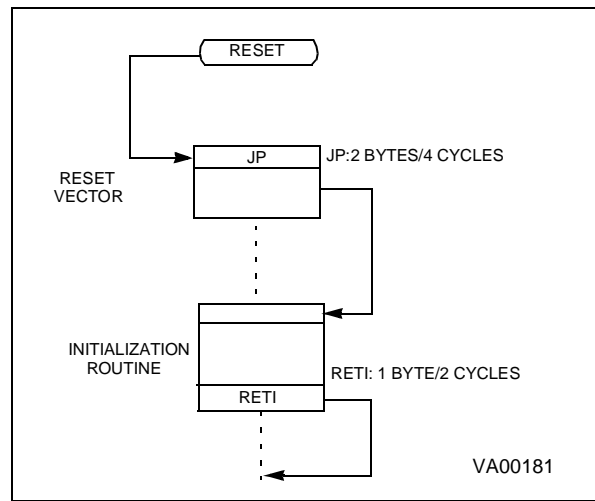 RESET
JP
JP:2 BYTES/4 CYCLES
RESET
VECTOR
INITIALIZATION
ROUTINE
RETI: 1 BYTE/2 CYCLES
RETI
VA00181